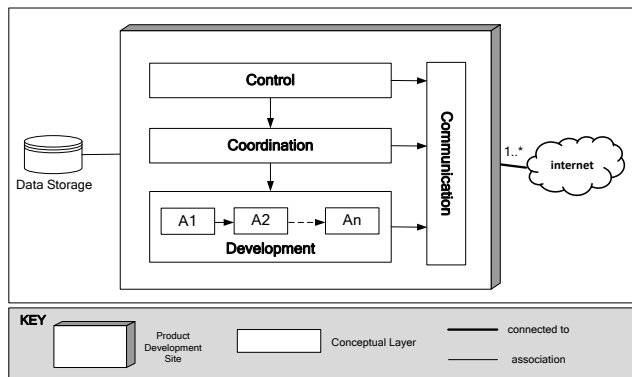 Control
Coordination
Communication
A1
A2
An
Development
Data Storage
1..*
internet
KEY
Product
Development
Site
Conceptual Layer
connected to
association